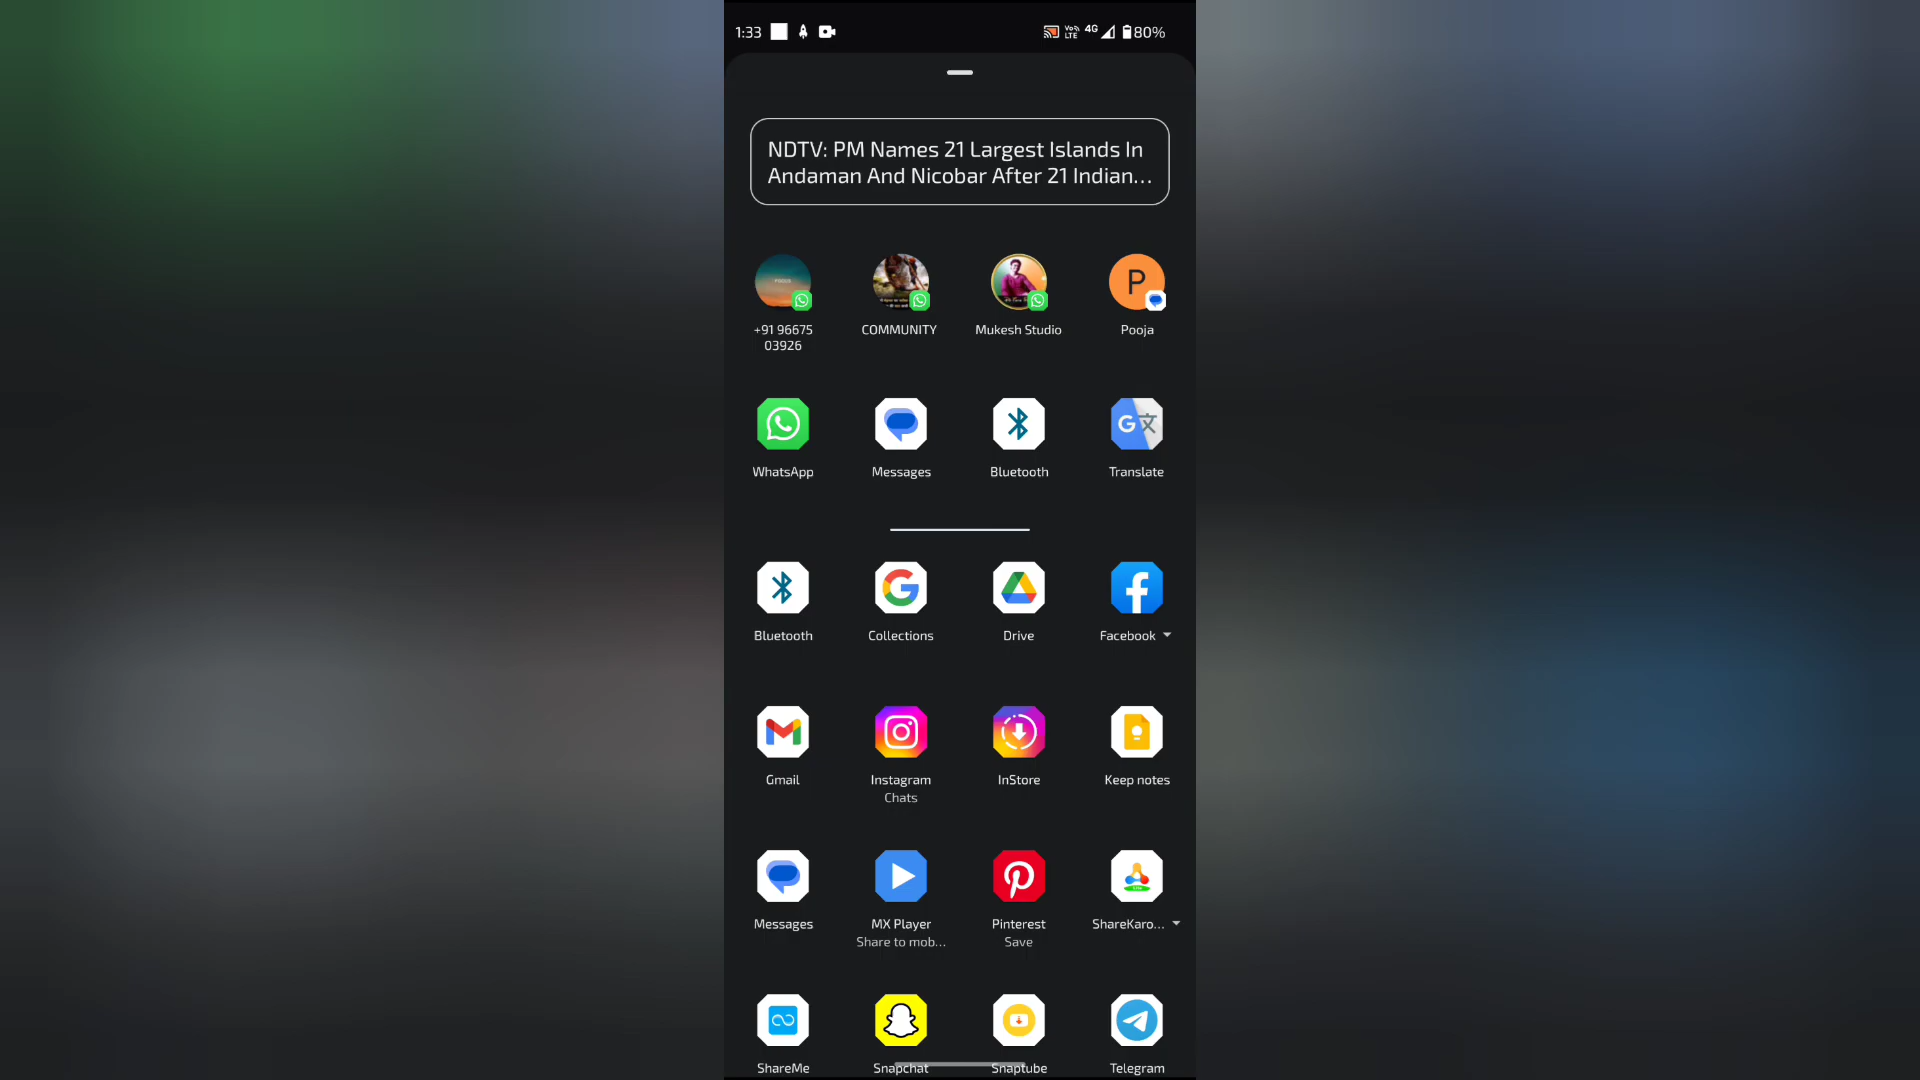 1:33
VoLTE 4G 80%
NDTV: PM Names 21 Largest Islands In
Andaman And Nicobar After 21 Indian...
P
+91 96675
03926
COMMUNITY
Mukesh Studio
Pooja
WhatsApp
Messages
Bluetooth
Translate
Bluetooth
Collections
Drive
Facebook
Gmail
Instagram
Chats
InStore
Keep notes
Messages
MX Player
Share to mob...
Pinterest
Save
ShareKaro...
ShareMe
Snapchat
Snaptube
Telegram